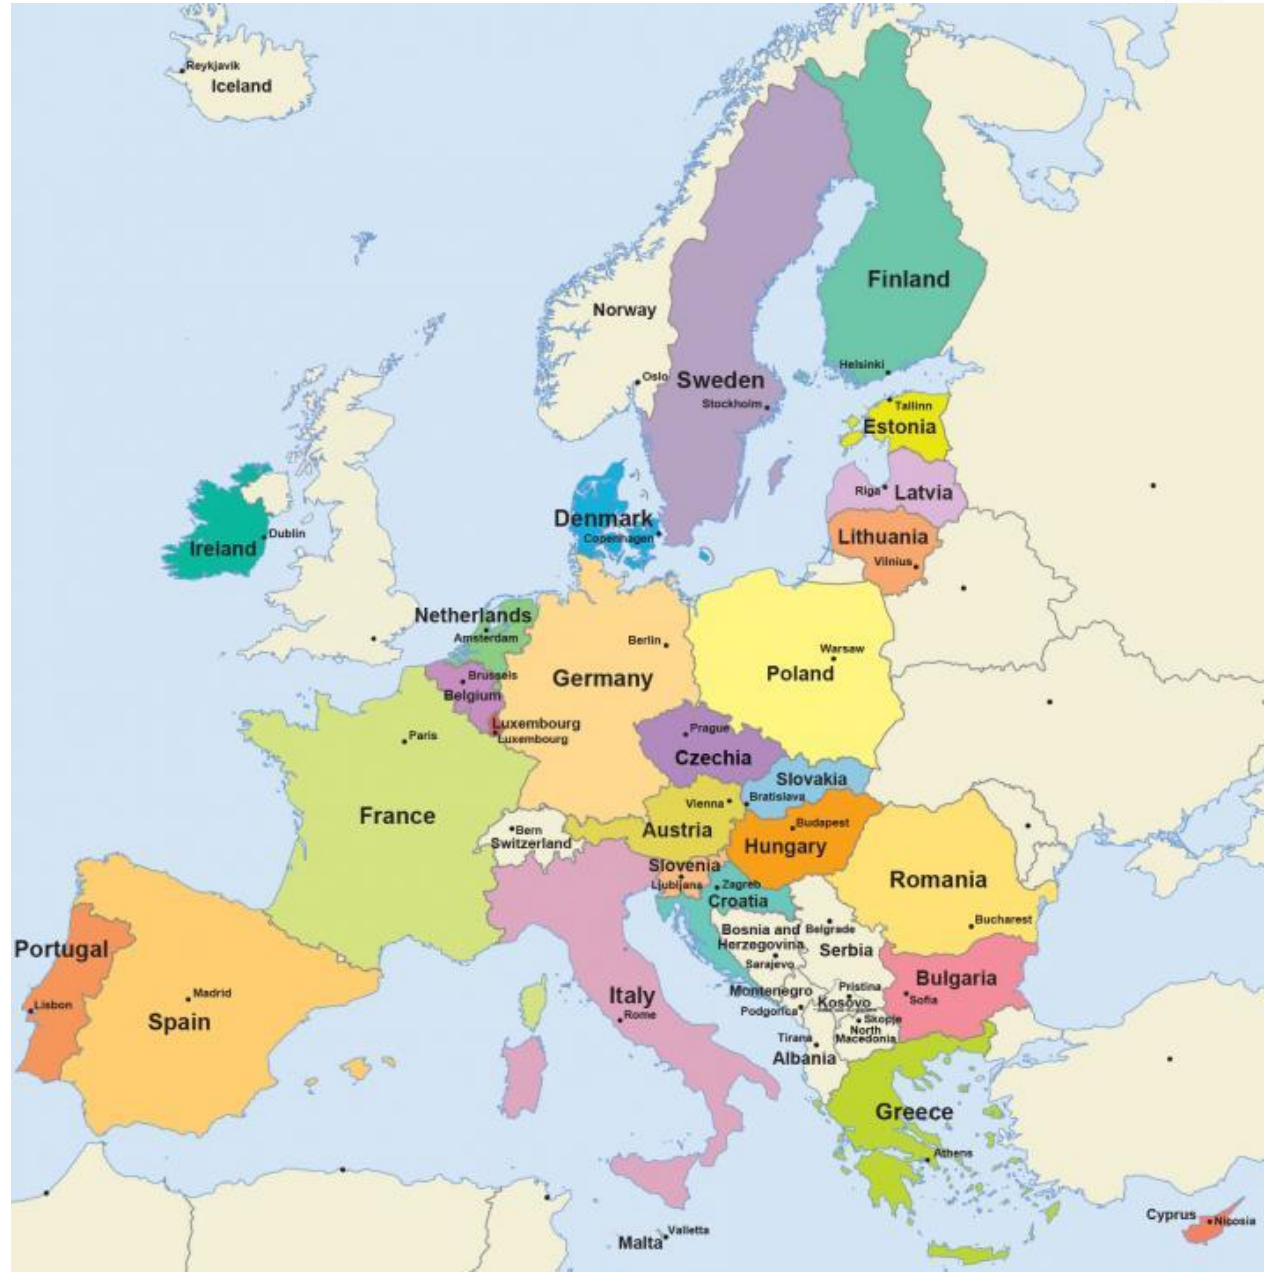 Reykjavik
Iceland
Finland
Norway
Helsinki
Oslo
Sweden
Stockholm
Tallinn
Estonia
Riga
Latvia
Denmark
Copenhagen
Dublin
Ireland
Lithuania
Vilnius
Netherlands
Amsterdam
Berlin
Warsaw
Germany
Poland
Brussels
Belgium
Luxembourg
Luxembourg
Paris
Prague
Czechia
Slovakia
Bratislava
Vienna
France
Bern
Switzerland
Austria
Budapest
Hungary
Slovenia
Ljubljana
Zagreb
Croatia
Romania
Bucharest
Bosnia and
Herzegovina
Sarajevo
Belgrade
Serbia
Portugal
Lisbon
Madrid
Spain
Italy
Rome
Montenegro
Podgorica
Pristina
Kosovo
Bulgaria
Sofia
Skopje
North
Macedonia
Tirana
Albania
Greece
Athens
Malta
Valletta
Cyprus
Nicosia